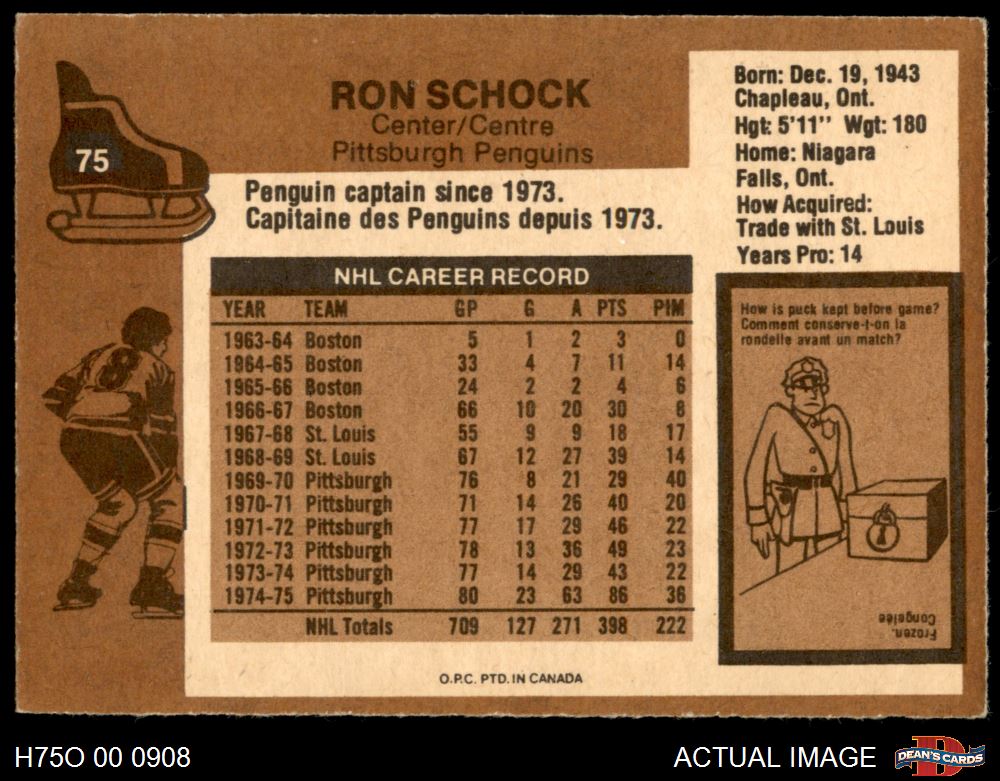 75
RON SCHOCK
Center/Centre
Pittsburgh Penguins
Born: Dec. 19, 1943
Chapleau, Ont.
Hgt: 5'11" Wgt: 180
Home: Niagara
Falls, Ont.
How Acquired:
Trade with St. Louis
Years Pro: 14
Penguin captain since 1973.
Capitaine des Penguins depuis 1973.
NHL CAREER RECORD
YEAR TEAM GP G A PTS PIM
1963-64 Boston 5 1 2 3 0
1964-65 Boston 33 4 7 11 14
1965-66 Boston 24 2 2 4 6
1966-67 Boston 66 10 20 30 8
1967-68 St. Louis 55 9 9 18 17
1968-69 St. Louis 67 12 27 39 14
1969-70 Pittsburgh 76 8 21 29 40
1970-71 Pittsburgh 71 14 26 40 20
1971-72 Pittsburgh 77 17 29 46 22
1972-73 Pittsburgh 78 13 36 49 23
1973-74 Pittsburgh 77 14 29 43 22
1974-75 Pittsburgh 80 23 63 86 36
NHL Totals 709 127 271 398 222
How is puck kept before game?
Comment conserve-t-on la
rondelle avant un match?
8
Frozen.
Congelée
O.P.C. PTD. IN CANADA
H75O 00 0908
ACTUAL IMAGE
D
DEAN'S CARDS